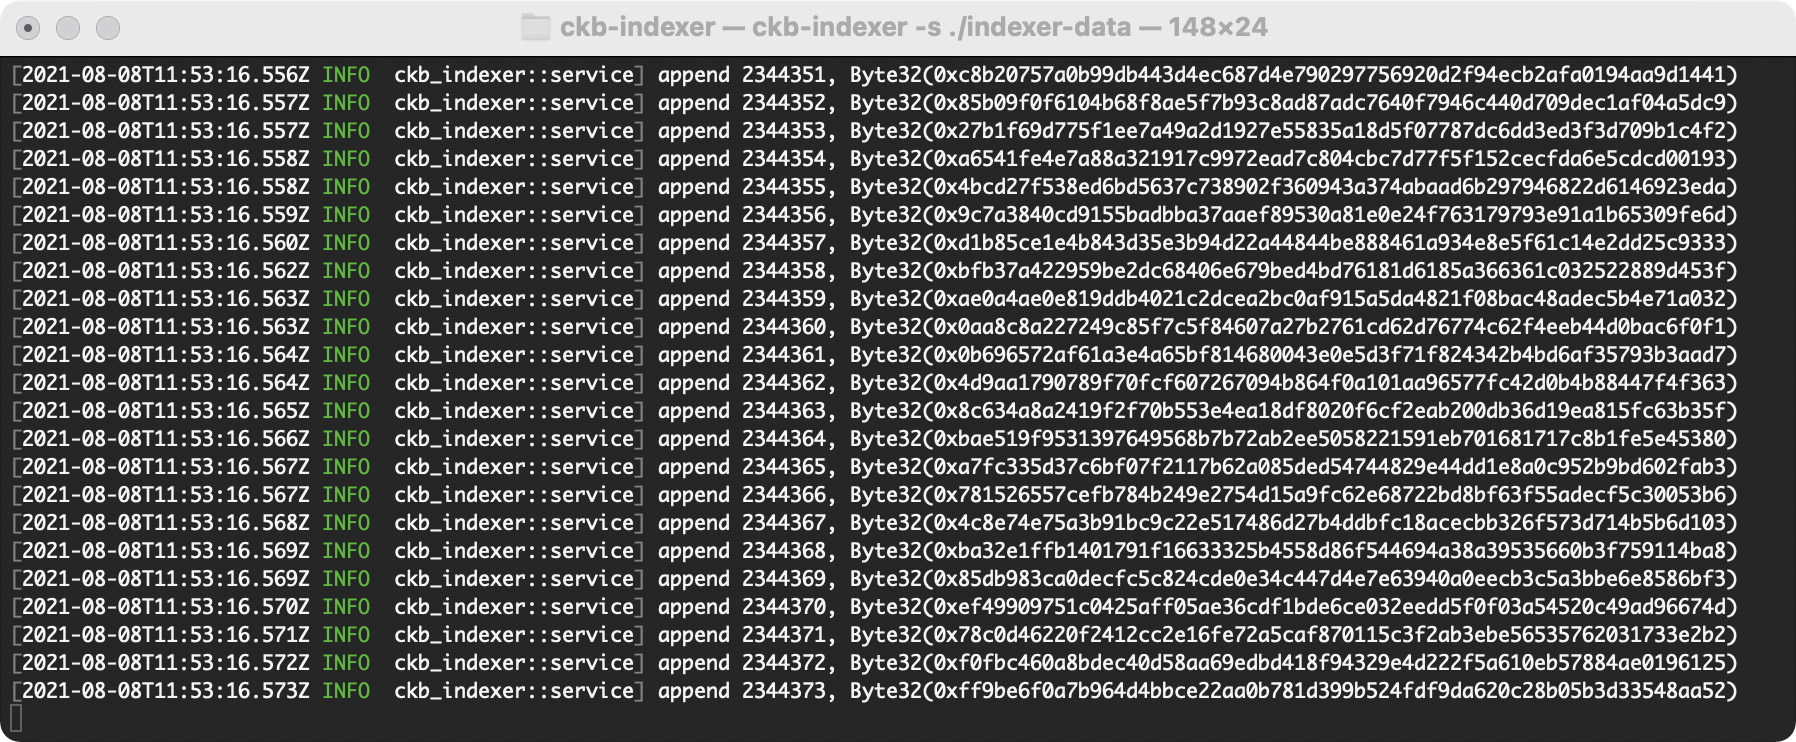 ckb-indexer — ckb-indexer -s ./indexer-data — 148×24
[2021-08-08T11:53:16.556Z INFO  ckb_indexer::service] append 2344351, Byte32(0xc8b20757a0b99db443d4ec687d4e790297756920d2f94ecb2afa0194aa9d1441)
[2021-08-08T11:53:16.557Z INFO  ckb_indexer::service] append 2344352, Byte32(0x85b09f0f6104b68f8ae5f7b93c8ad87adc7640f7946c440d709dec1af04a5dc9)
[2021-08-08T11:53:16.557Z INFO  ckb_indexer::service] append 2344353, Byte32(0x27b1f69d775f1ee7a49a2d1927e55835a18d5f07787dc6dd3ed3f3d709b1c4f2)
[2021-08-08T11:53:16.558Z INFO  ckb_indexer::service] append 2344354, Byte32(0xa6541fe4e7a88a321917c9972ead7c804cbc7d77f5f152cecfda6e5cdcd00193)
[2021-08-08T11:53:16.558Z INFO  ckb_indexer::service] append 2344355, Byte32(0x4bcd27f538ed6bd5637c738902f360943a374abaad6b297946822d6146923eda)
[2021-08-08T11:53:16.559Z INFO  ckb_indexer::service] append 2344356, Byte32(0x9c7a3840cd9155badbba37aaef89530a81e0e24f763179793e91a1b65309fe6d)
[2021-08-08T11:53:16.560Z INFO  ckb_indexer::service] append 2344357, Byte32(0xd1b85ce1e4b843d35e3b94d22a44844be888461a934e8e5f61c14e2dd25c9333)
[2021-08-08T11:53:16.562Z INFO  ckb_indexer::service] append 2344358, Byte32(0xbfb37a422959be2dc68406e679bed4bd76181d6185a366361c032522889d453f)
[2021-08-08T11:53:16.563Z INFO  ckb_indexer::service] append 2344359, Byte32(0xae0a4ae0e819ddb4021c2dcea2bc0af915a5da4821f08bac48adec5b4e71a032)
[2021-08-08T11:53:16.563Z INFO  ckb_indexer::service] append 2344360, Byte32(0x0aa8c8a227249c85f7c5f84607a27b2761cd62d76774c62f4eeb44d0bac6f0f1)
[2021-08-08T11:53:16.564Z INFO  ckb_indexer::service] append 2344361, Byte32(0x0b696572af61a3e4a65bf814680043e0e5d3f71f824342b4bd6af35793b3aad7)
[2021-08-08T11:53:16.564Z INFO  ckb_indexer::service] append 2344362, Byte32(0x4d9aa1790789f70fcf607267094b864f0a101aa96577fc42d0b4b88447f4f363)
[2021-08-08T11:53:16.565Z INFO  ckb_indexer::service] append 2344363, Byte32(0x8c634a8a2419f2f70b553e4ea18df8020f6cf2eab200db36d19ea815fc63b35f)
[2021-08-08T11:53:16.566Z INFO  ckb_indexer::service] append 2344364, Byte32(0xbae519f9531397649568b7b72ab2ee5058221591eb701681717c8b1fe5e45380)
[2021-08-08T11:53:16.567Z INFO  ckb_indexer::service] append 2344365, Byte32(0xa7fc335d37c6bf07f2117b62a085ded54744829e44dd1e8a0c952b9bd602fab3)
[2021-08-08T11:53:16.567Z INFO  ckb_indexer::service] append 2344366, Byte32(0x781526557cefb784b249e2754d15a9fc62e68722bd8bf63f55adecf5c30053b6)
[2021-08-08T11:53:16.568Z INFO  ckb_indexer::service] append 2344367, Byte32(0x4c8e74e75a3b91bc9c22e517486d27b4ddbfc18acecbb326f573d714b5b6d103)
[2021-08-08T11:53:16.569Z INFO  ckb_indexer::service] append 2344368, Byte32(0xba32e1ffb1401791f16633325b4558d86f544694a38a39535660b3f759114ba8)
[2021-08-08T11:53:16.569Z INFO  ckb_indexer::service] append 2344369, Byte32(0x85db983ca0decfc5c824cde0e34c447d4e7e63940a0eecb3c5a3bbe6e8586bf3)
[2021-08-08T11:53:16.570Z INFO  ckb_indexer::service] append 2344370, Byte32(0xef49909751c0425aff05ae36cdf1bde6ce032eedd5f0f03a54520c49ad96674d)
[2021-08-08T11:53:16.571Z INFO  ckb_indexer::service] append 2344371, Byte32(0x78c0d46220f2412cc2e16fe72a5caf870115c3f2ab3ebe56535762031733e2b2)
[2021-08-08T11:53:16.572Z INFO  ckb_indexer::service] append 2344372, Byte32(0xf0fbc460a8bdec40d58aa69edbd418f94329e4d222f5a610eb57884ae0196125)
[2021-08-08T11:53:16.573Z INFO  ckb_indexer::service] append 2344373, Byte32(0xff9be6f0a7b964d4bbce22aa0b781d399b524fdf9da620c28b05b3d33548aa52)